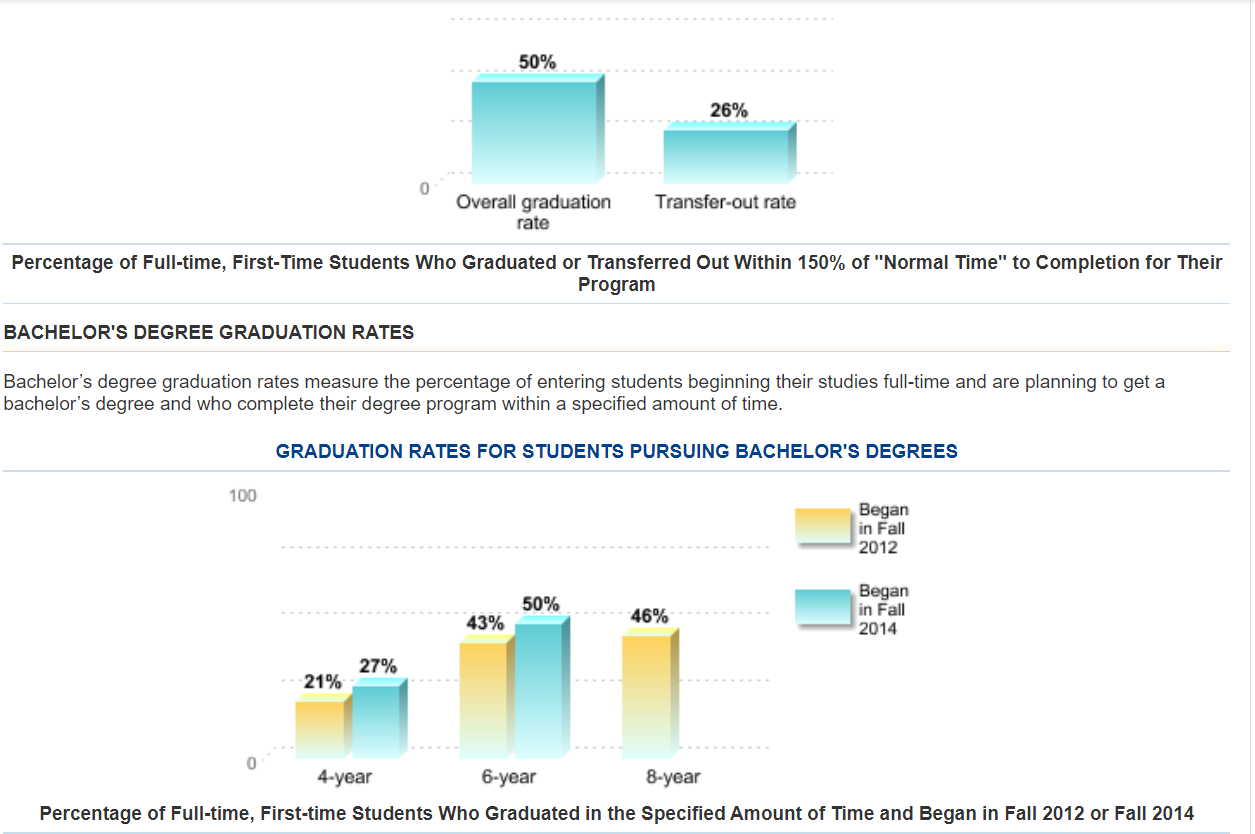 50%
26%
0
Overall graduation
rate
Transfer-out rate
Percentage of Full-time, First-Time Students Who Graduated or Transferred Out Within 150% of "Normal Time" to Completion for Their
Program
BACHELOR'S DEGREE GRADUATION RATES
Bachelor’s degree graduation rates measure the percentage of entering students beginning their studies full-time and are planning to get a
bachelor’s degree and who complete their degree program within a specified amount of time.
GRADUATION RATES FOR STUDENTS PURSUING BACHELOR'S DEGREES
100
Began
in Fall
2012
Began
in Fall
2014
21%
27%
43%
50%
46%
0
4-year
6-year
8-year
Percentage of Full-time, First-time Students Who Graduated in the Specified Amount of Time and Began in Fall 2012 or Fall 2014